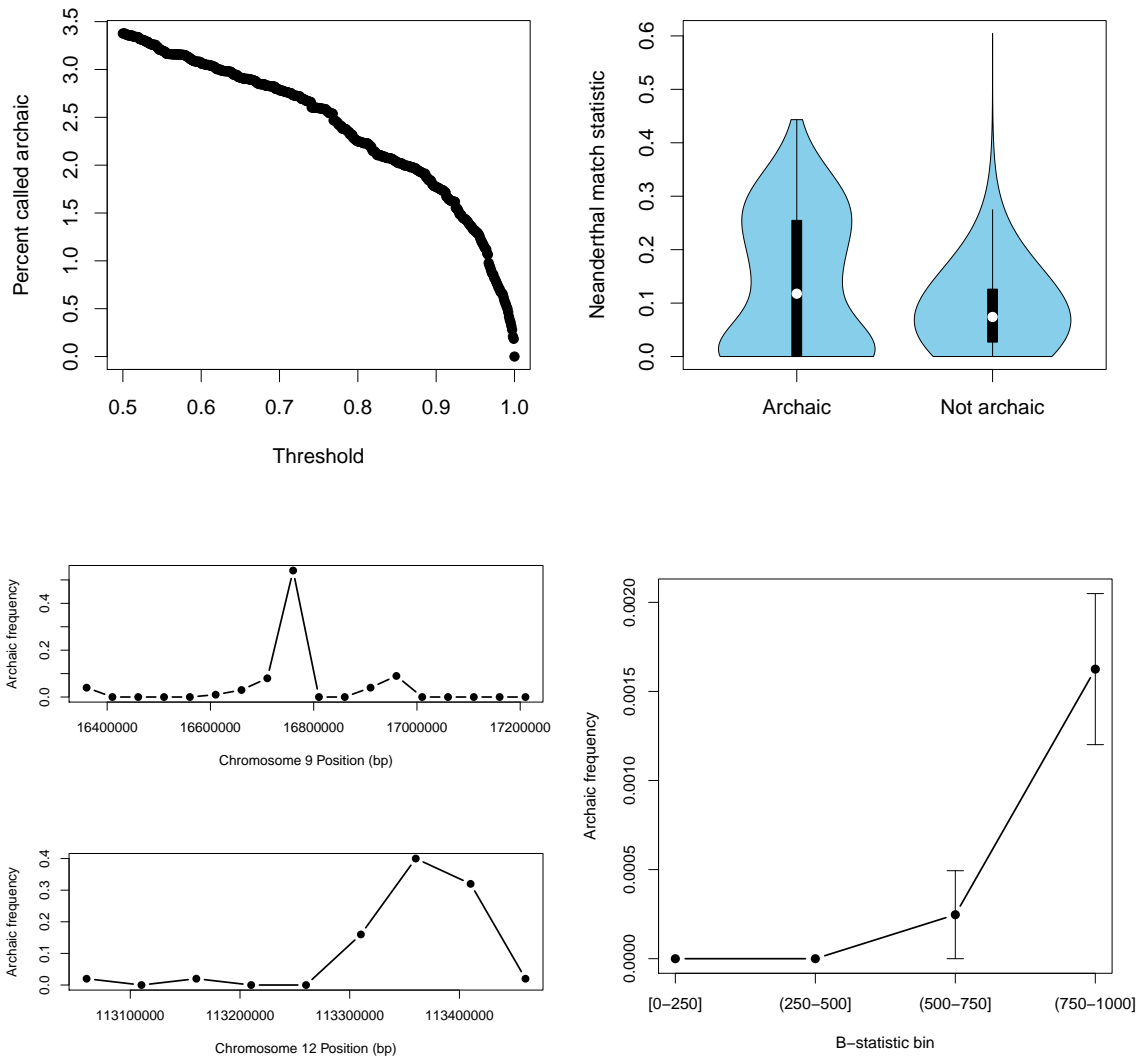 Percent called archaic
3.5
3.0
2.5
2.0
1.5
1.0
0.5
0.0
0.5 0.6 0.7 0.8 0.9 1.0
Threshold
Neanderthal match statistic
0.6
0.5
0.4
0.3
0.2
0.1
0.0
Archaic Not archaic
Archaic frequency
0.4
0.2
0.0
16400000 16600000 16800000 17000000 17200000
Chromosome 9 Position (bp)
Archaic frequency
0.4
0.3
0.2
0.1
0.0
113100000 113200000 113300000 113400000
Chromosome 12 Position (bp)
Archaic frequency
0.0020
0.0015
0.0010
0.0005
0.0000
[0−250] (250−500] (500−750] (750−1000]
B−statistic bin